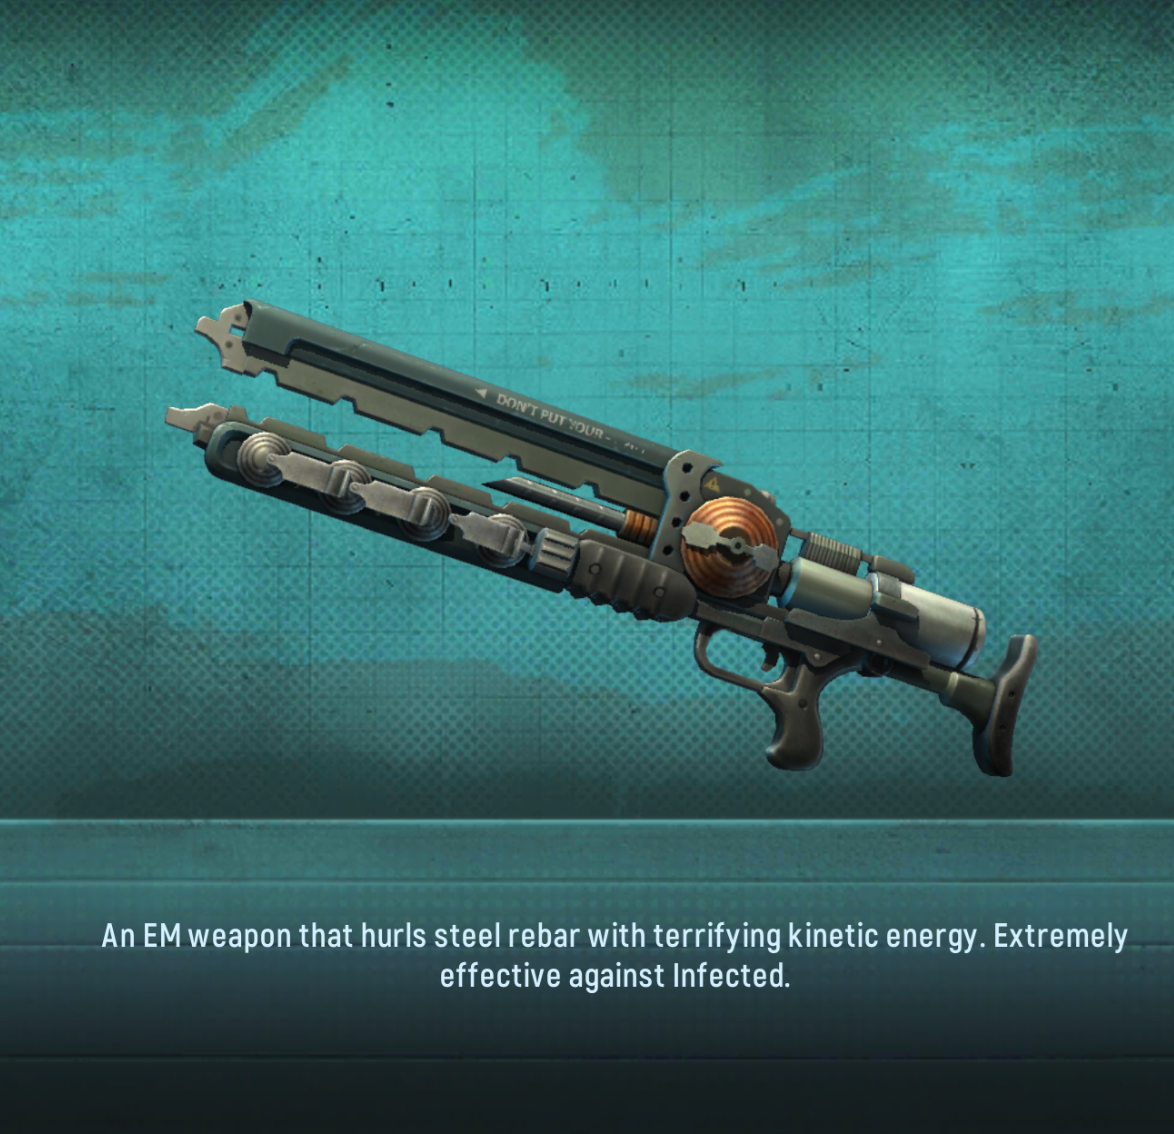 DON'T PUT YOUR
An EM weapon that hurls steel rebar with terrifying kinetic energy. Extremely
effective against Infected.